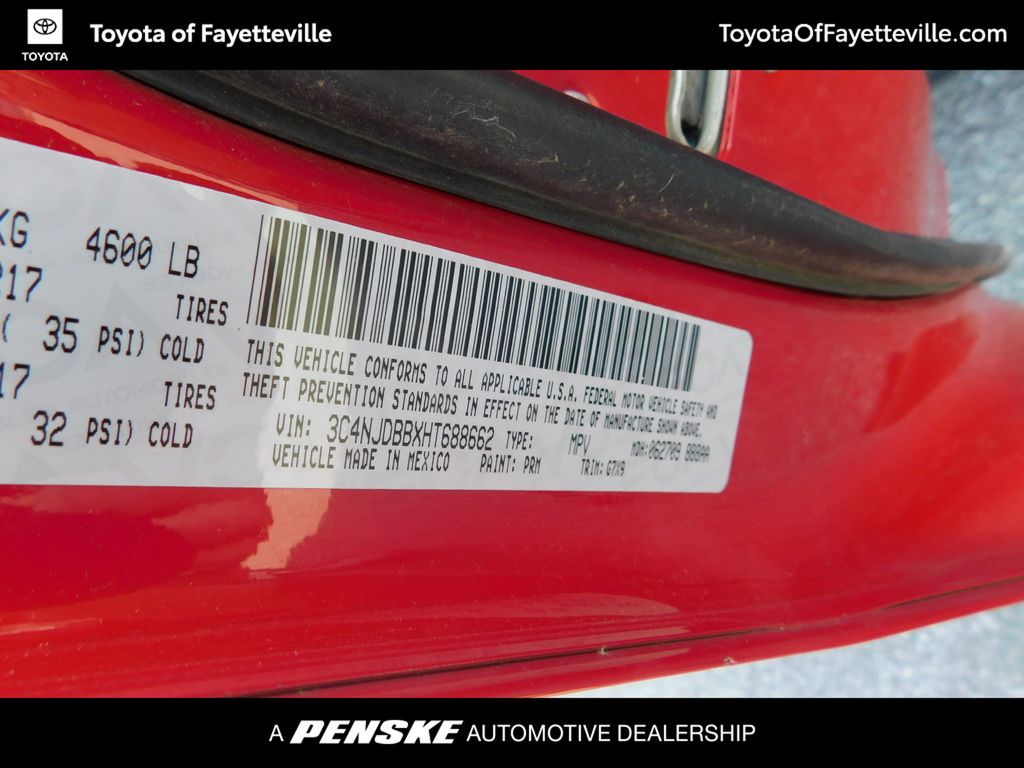 TOYOTA
Toyota of Fayetteville
ToyotaOfFayetteville.com
KG 4600 LB
TIRES
35 PSI) COLD
TIRES
32 PSI) COLD
THIS VEHICLE CONFORMS TO ALL APPLICABLE U.S.A. FEDERAL MOTOR VEHICLE SAFETY AND
THEFT PREVENTION STANDARDS IN EFFECT ON THE DATE OF MANUFACTURE SHOWN ABOVE.
VIN: 3C4NJDBBXHT688662 TYPE: MPV
VEHICLE MADE IN MEXICO PAINT: PRM TRIM:
A PENSKE AUTOMOTIVE DEALERSHIP